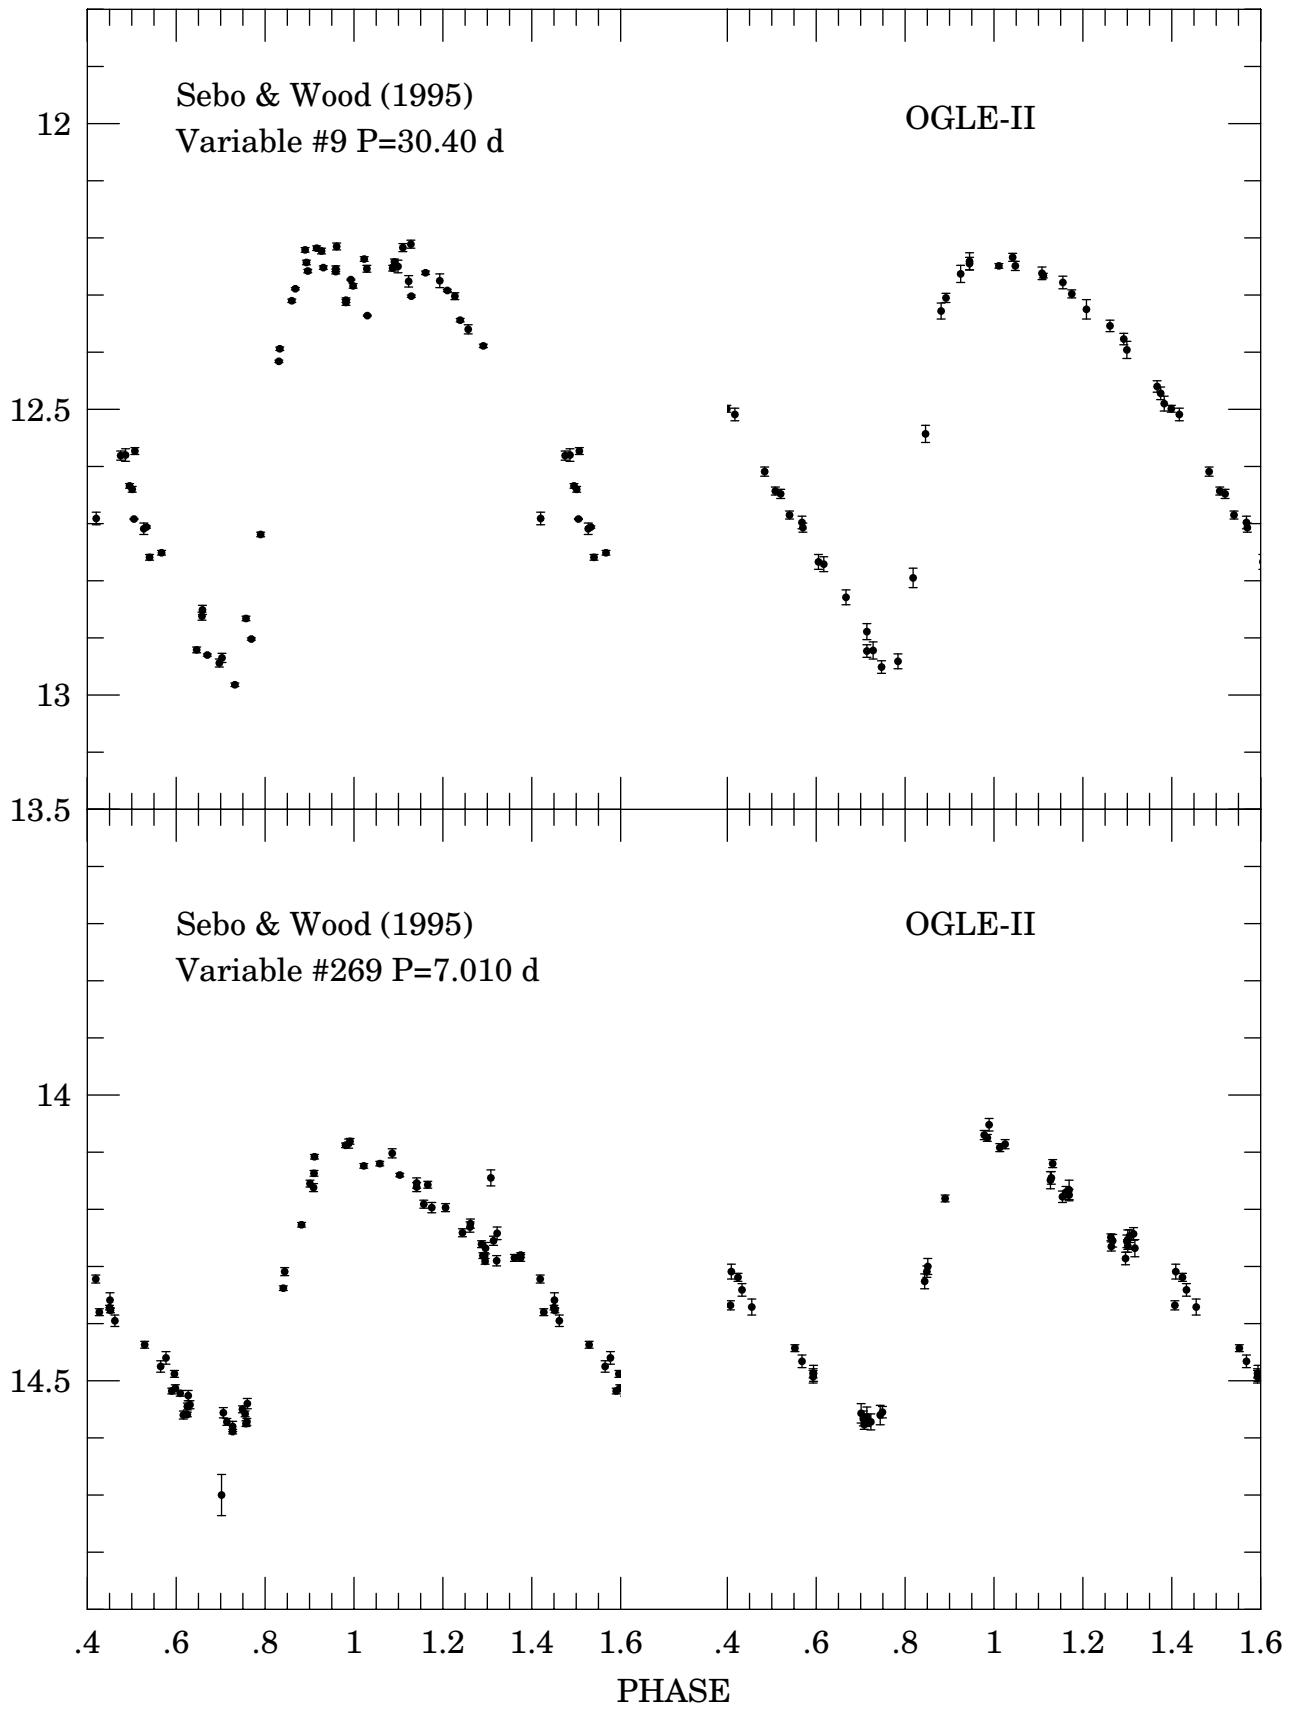 Sebo & Wood (1995)
Variable #9 P=30.40 d
OGLE-II
12
12.5
13
13.5
Sebo & Wood (1995)
Variable #269 P=7.010 d
OGLE-II
14
14.5
.4 .6 .8 1 1.2 1.4 1.6 .4 .6 .8 1 1.2 1.4 1.6
PHASE